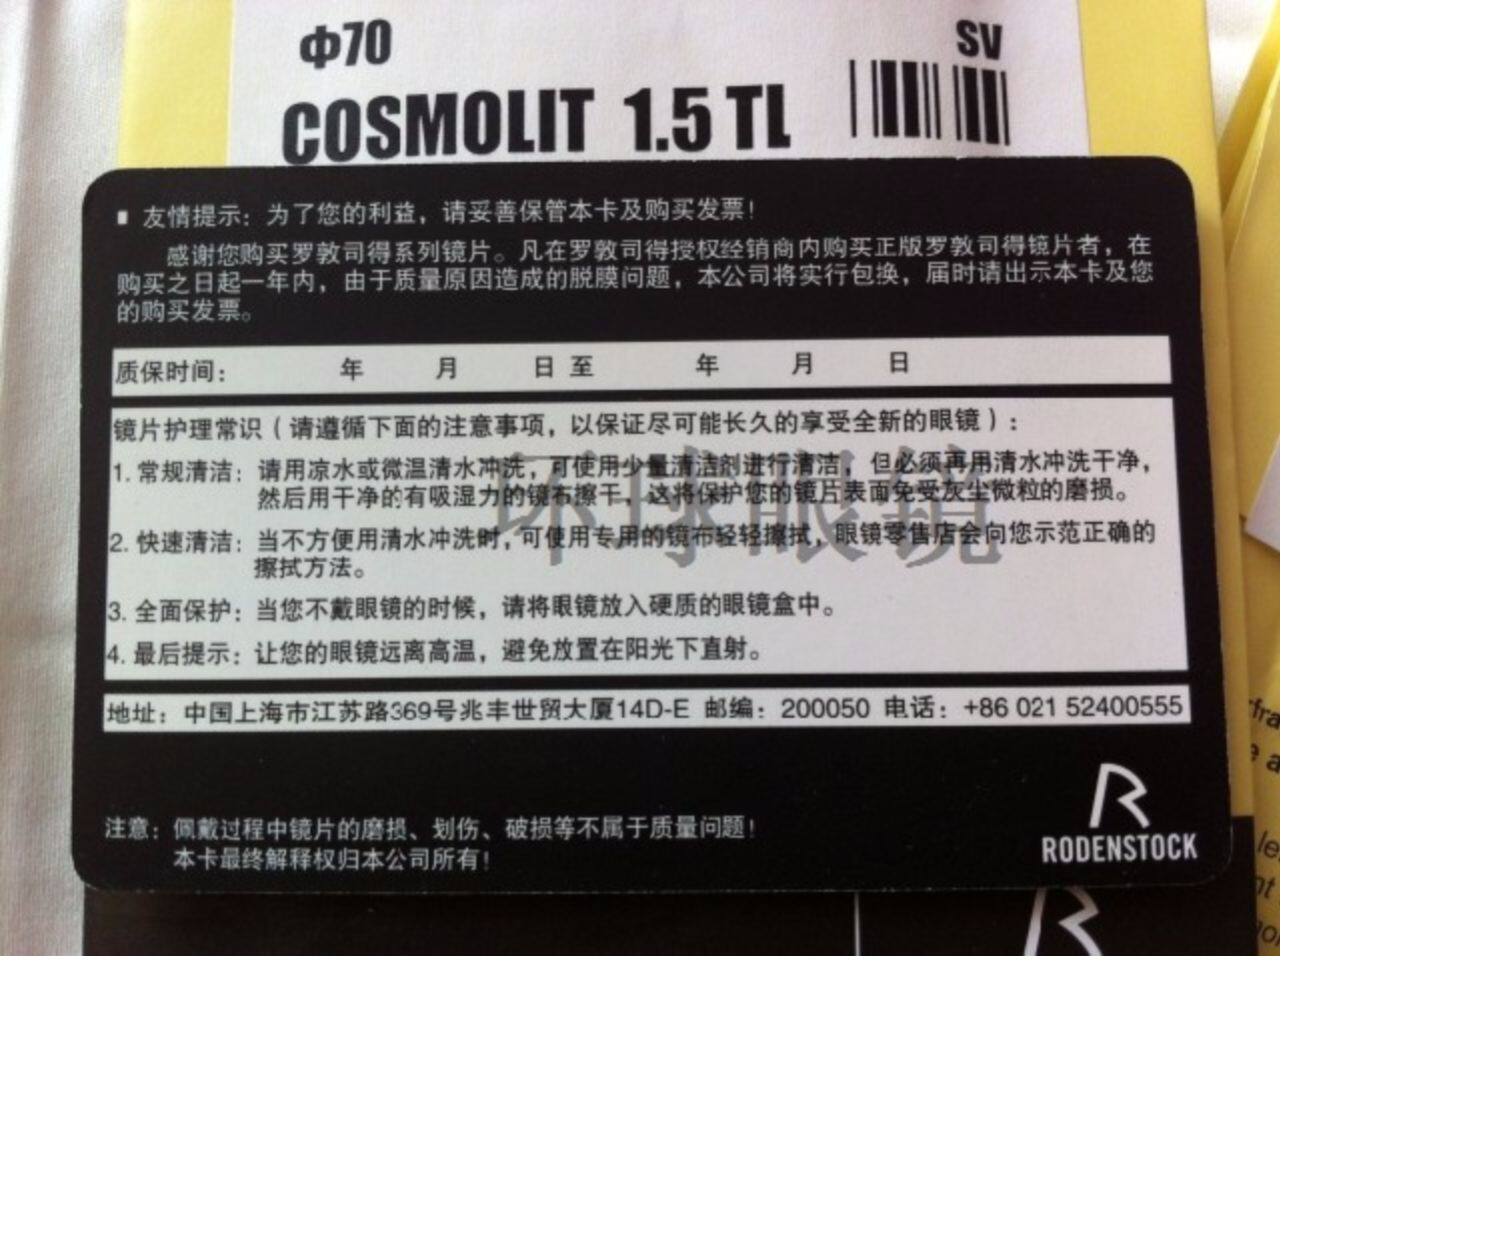 Φ70
SV
COSMOLIT 1.5 TL
友情提示：为了您的利益，请妥善保管本卡及购买发票！
感谢您购买罗敦司得系列镜片。凡在罗敦司得授权经销商内购买正版罗敦司得镜片者，在
购买之日起一年内，由于质量原因造成的脱膜问题，本公司将实行包换，届时请出示本卡及您
的购买发票。
质保时间： 年 月 日 至 年 月 日
镜片护理常识（请遵循下面的注意事项，以保证尽可能长久的享受全新的眼镜）：
1. 常规清洁：请用凉水或微温清水冲洗，可使用少量清洁剂进行清洁，但必须再用清水冲洗干净，
然后用干净的有吸湿力的镜布擦干，这将保护您的镜片表面免受灰尘微粒的磨损。
环球眼镜
2. 快速清洁：当不方便用清水冲洗时，可使用专用的镜布轻轻擦拭，眼镜零售店会向您示范正确的
擦拭方法。
3. 全面保护：当您不戴眼镜的时候，请将眼镜放入硬质的眼镜盒中。
4. 最后提示：让您的眼镜远离高温，避免放置在阳光下直射。
地址：中国上海市江苏路369号兆丰世贸大厦14D-E 邮编：200050 电话：+86 021 52400555
注意：佩戴过程中镜片的磨损、划伤、破损等不属于质量问题！
本卡最终解释权归本公司所有！
RODENSTOCK